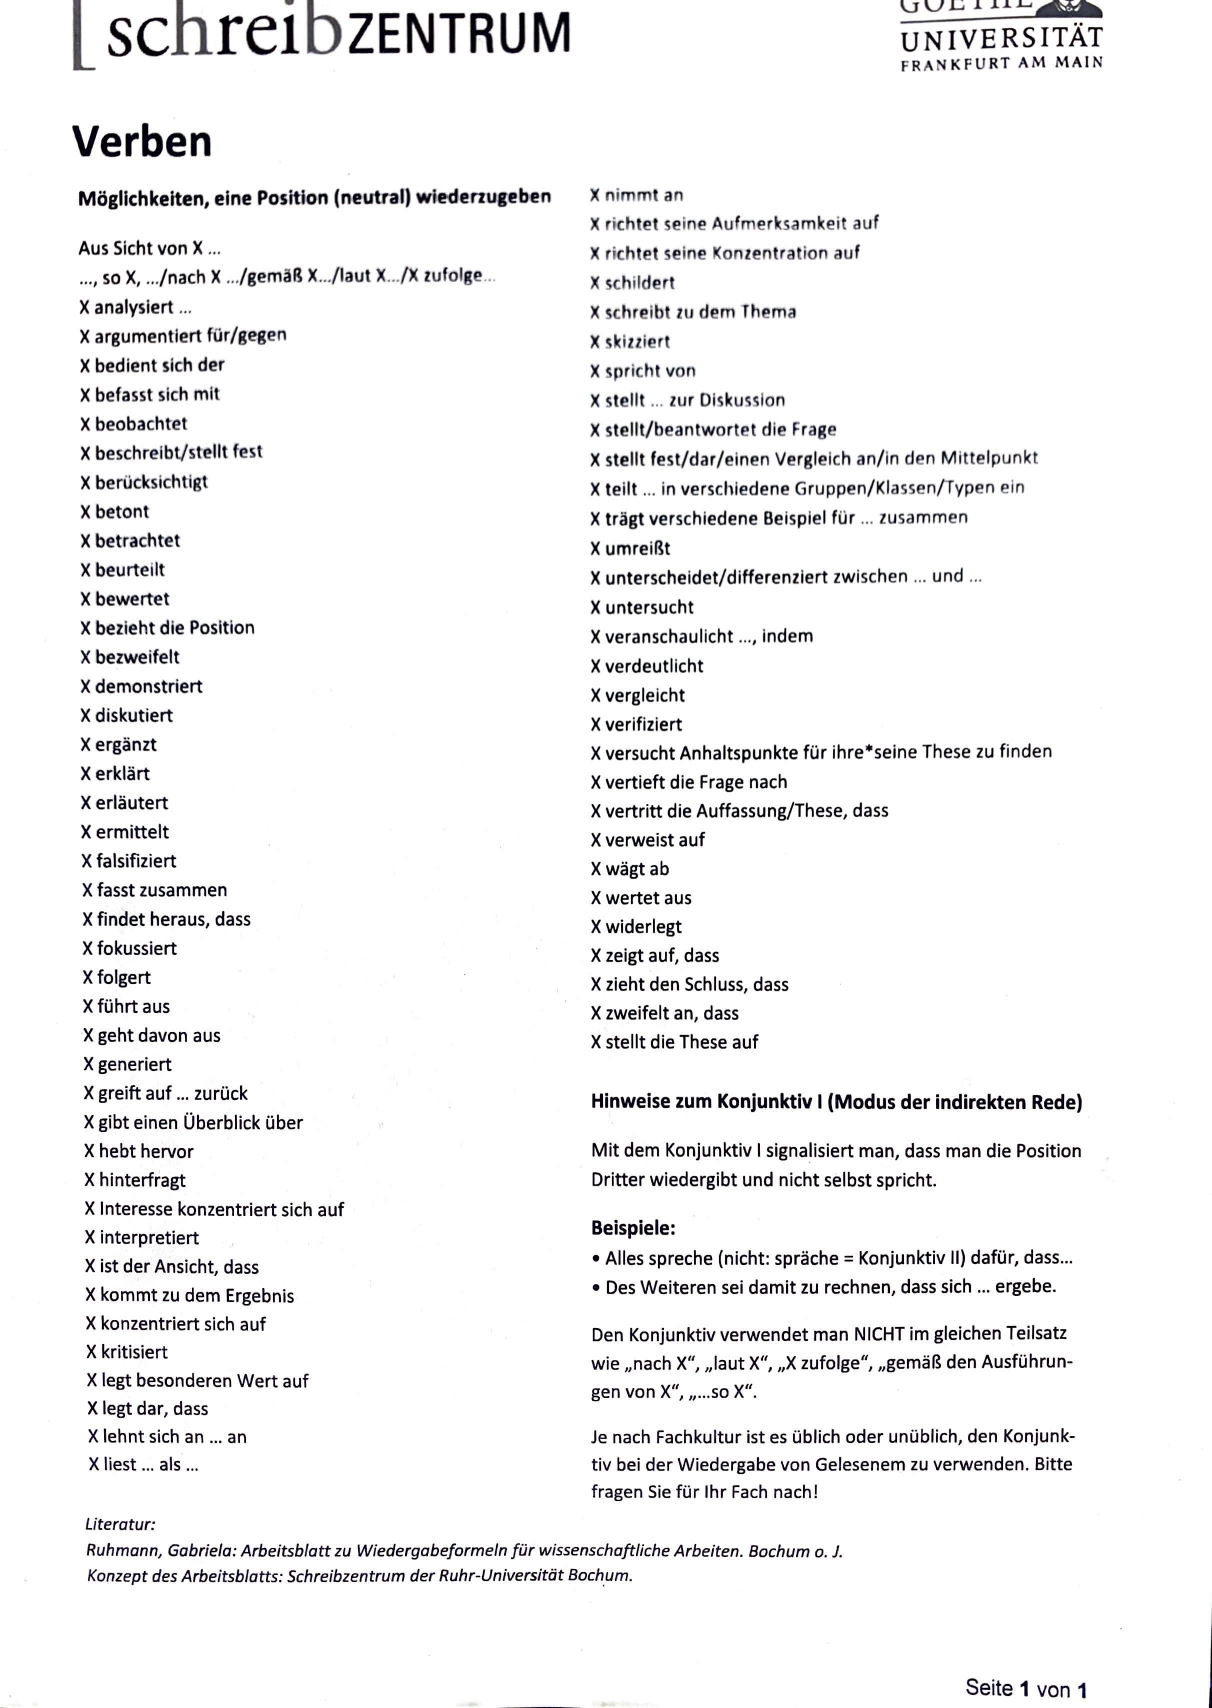 schreibZENTRUM
GOETHE
UNIVERSITÄT
FRANKFURT AM MAIN
Verben
Möglichkeiten, eine Position (neutral) wiederzugeben
Aus Sicht von X ...
..., so X, .../nach X .../gemäß X.../laut X.../X zufolge...
X analysiert ...
X argumentiert für/gegen
X bedient sich der
X befasst sich mit
X beobachtet
X beschreibt/stellt fest
X berücksichtigt
X betont
X betrachtet
X beurteilt
X bewertet
X bezieht die Position
X bezweifelt
X demonstriert
X diskutiert
X ergänzt
X erklärt
X erläutert
X ermittelt
X falsifiziert
X fasst zusammen
X findet heraus, dass
X fokussiert
X folgert
X führt aus
X geht davon aus
X generiert
X greift auf ... zurück
X gibt einen Überblick über
X hebt hervor
X hinterfragt
X Interesse konzentriert sich auf
X interpretiert
X ist der Ansicht, dass
X kommt zu dem Ergebnis
X konzentriert sich auf
X kritisiert
X legt besonderen Wert auf
X legt dar, dass
X lehnt sich an ... an
X liest ... als ...
X nimmt an
X richtet seine Aufmerksamkeit auf
X richtet seine Konzentration auf
X schildert
X schreibt zu dem Thema
X skizziert
X spricht von
X stellt ... zur Diskussion
X stellt/beantwortet die Frage
X stellt fest/dar/einen Vergleich an/in den Mittelpunkt
X teilt ... in verschiedene Gruppen/Klassen/Typen ein
X trägt verschiedene Beispiel für ... zusammen
X umreißt
X unterscheidet/differenziert zwischen ... und ...
X untersucht
X veranschaulicht ..., indem
X verdeutlicht
X vergleicht
X verifiziert
X versucht Anhaltspunkte für ihre*seine These zu finden
X vertieft die Frage nach
X vertritt die Auffassung/These, dass
X verweist auf
X wägt ab
X wertet aus
X widerlegt
X zeigt auf, dass
X zieht den Schluss, dass
X zweifelt an, dass
X stellt die These auf
Hinweise zum Konjunktiv I (Modus der indirekten Rede)
Mit dem Konjunktiv I signalisiert man, dass man die Position
Dritter wiedergibt und nicht selbst spricht.
Beispiele:
• Alles spreche (nicht: spräche = Konjunktiv II) dafür, dass...
• Des Weiteren sei damit zu rechnen, dass sich ... ergebe.
Den Konjunktiv verwendet man NICHT im gleichen Teilsatz
wie „nach X“, „laut X“, „X zufolge“, „gemäß den Ausführun-
gen von X“, „...so X“.
Je nach Fachkultur ist es üblich oder unüblich, den Konjunk-
tiv bei der Wiedergabe von Gelesenem zu verwenden. Bitte
fragen Sie für Ihr Fach nach!
Literatur:
Ruhmann, Gabriela: Arbeitsblatt zu Wiedergabeformeln für wissenschaftliche Arbeiten. Bochum o. J.
Konzept des Arbeitsblatts: Schreibzentrum der Ruhr-Universität Bochum.
Seite 1 von 1